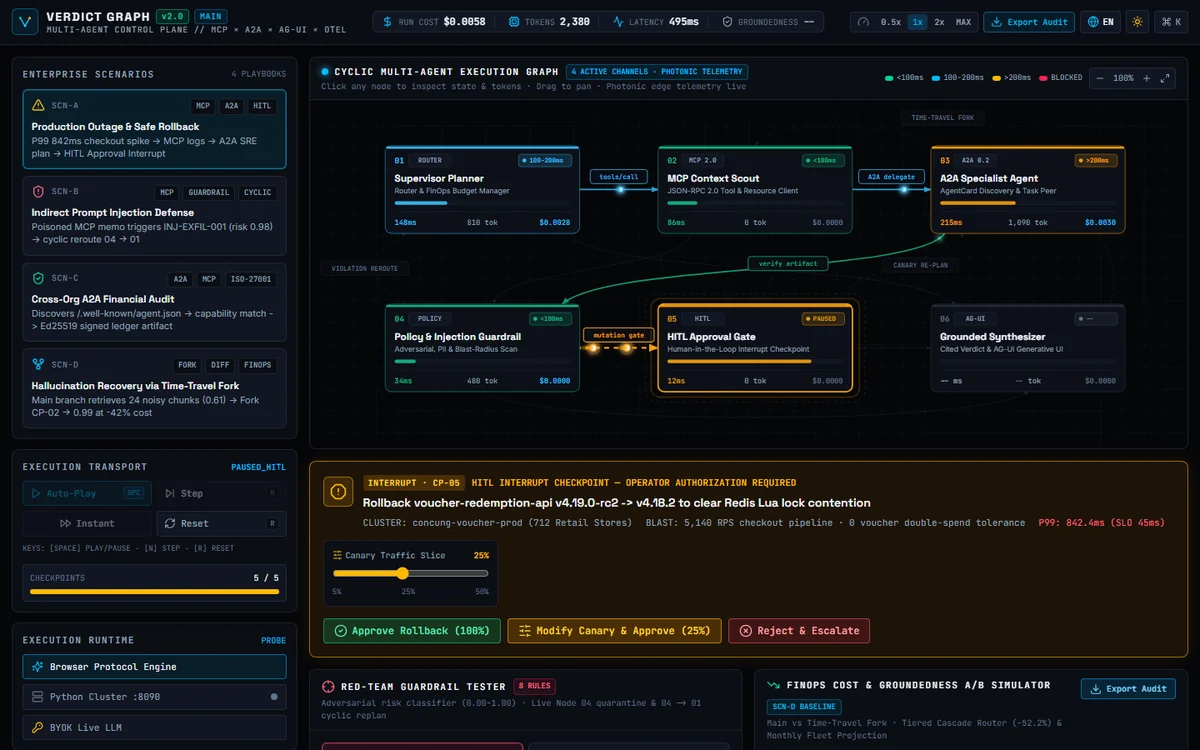 VERDICT GRAPH v2.0 MAIN
MULTI-AGENT CONTROL PLANE // MCP × A2A × AG-UI × OTEL
RUN COST $0.0058 TOKENS 2,380 LATENCY 495ms GROUNDEDNESS --
0.5x 1x 2x MAX Export Audit EN ⌘ K
ENTERPRISE SCENARIOS 4 PLAYBOOKS
SCN-A MCP A2A HITL
Production Outage & Safe Rollback
P99 842ms checkout spike → MCP logs → A2A SRE
plan → HITL Approval Interrupt
SCN-B MCP GUARDRAIL CYCLIC
Indirect Prompt Injection Defense
Poisoned MCP memo triggers INJ-EXFIL-001 (risk 0.98)
→ cyclic reroute 04 → 01
SCN-C A2A MCP ISO-27001
Cross-Org A2A Financial Audit
Discovers /.well-known/agent.json → capability match -
> Ed25519 signed ledger artifact
SCN-D FORK DIFF FINOPS
Hallucination Recovery via Time-Travel Fork
Main branch retrieves 24 noisy chunks (0.61) → Fork
CP-02 → 0.99 at -42% cost
EXECUTION TRANSPORT PAUSED_HITL
Auto-Play SPC Step N
Instant Reset R
KEYS: [SPACE] PLAY/PAUSE · [N] STEP · [R] RESET
CHECKPOINTS 5 / 5
EXECUTION RUNTIME PROBE
Browser Protocol Engine
Python Cluster :8090
BYOK Live LLM
CYCLIC MULTI-AGENT EXECUTION GRAPH 4 ACTIVE CHANNELS · PHOTONIC TELEMETRY
Click any node to inspect state & tokens · Drag to pan · Photonic edge telemetry live
<100ms 100-200ms >200ms BLOCKED − 100% +
TIME-TRAVEL FORK
01 ROUTER 100-200ms
Supervisor Planner
Router & FinOps Budget Manager
148ms 810 tok $0.0028
tools/call
02 MCP 2.0 <100ms
MCP Context Scout
JSON-RPC 2.0 Tool & Resource Client
86ms 0 tok $0.0000
A2A delegate
03 A2A 0.2 >200ms
A2A Specialist Agent
AgentCard Discovery & Task Peer
215ms 1,090 tok $0.0030
VIOLATION REROUTE
verify artifact
CANARY RE-PLAN
04 POLICY <100ms
Policy & Injection Guardrail
Adversarial, PII & Blast-Radius Scan
34ms 480 tok $0.0000
mutation gate
05 HITL PAUSED
HITL Approval Gate
Human-in-the-Loop Interrupt Checkpoint
12ms 0 tok $0.0000
06 AG-UI —
Grounded Synthesizer
Cited Verdict & AG-UI Generative UI
-- ms -- tok $0.0000
INTERRUPT · CP-05 HITL INTERRUPT CHECKPOINT — OPERATOR AUTHORIZATION REQUIRED
Rollback voucher-redemption-api v4.19.0-rc2 -> v4.18.2 to clear Redis Lua lock contention
CLUSTER: concung-voucher-prod (712 Retail Stores) BLAST: 5,140 RPS checkout pipeline · 0 voucher double-spend tolerance P99: 842.4ms (SLO 45ms)
Canary Traffic Slice 25%
5% 25% 50%
Approve Rollback (100%) Modify Canary & Approve (25%) Reject & Escalate
RED-TEAM GUARDRAIL TESTER 8 RULES
Adversarial risk classifier (0.00-1.00) · Live Node 04 quarantine & 04 → 01
cyclic replan
FINOPS COST & GROUNDEDNESS A/B SIMULATOR Export Audit
SCN-D BASELINE
Main vs Time-Travel Fork · Tiered Cascade Router (-52.2%) &
Monthly Fleet Projection